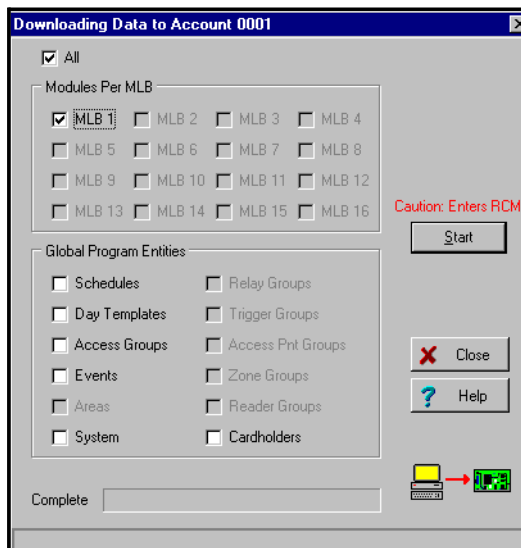 Downloading Data to Account 0001
All
Modules Per MLB
MLB 1 MLB 2 MLB 3 MLB 4
MLB 5 MLB 6 MLB 7 MLB 8
MLB 9 MLB 10 MLB 11 MLB 12
MLB 13 MLB 14 MLB 15 MLB 16
Caution: Enters RCM
Start
Global Program Entities
Schedules Relay Groups
Day Templates Trigger Groups
Access Groups Access Pnt Groups
Events Zone Groups
Areas Reader Groups
System Cardholders
Close
Help
Complete